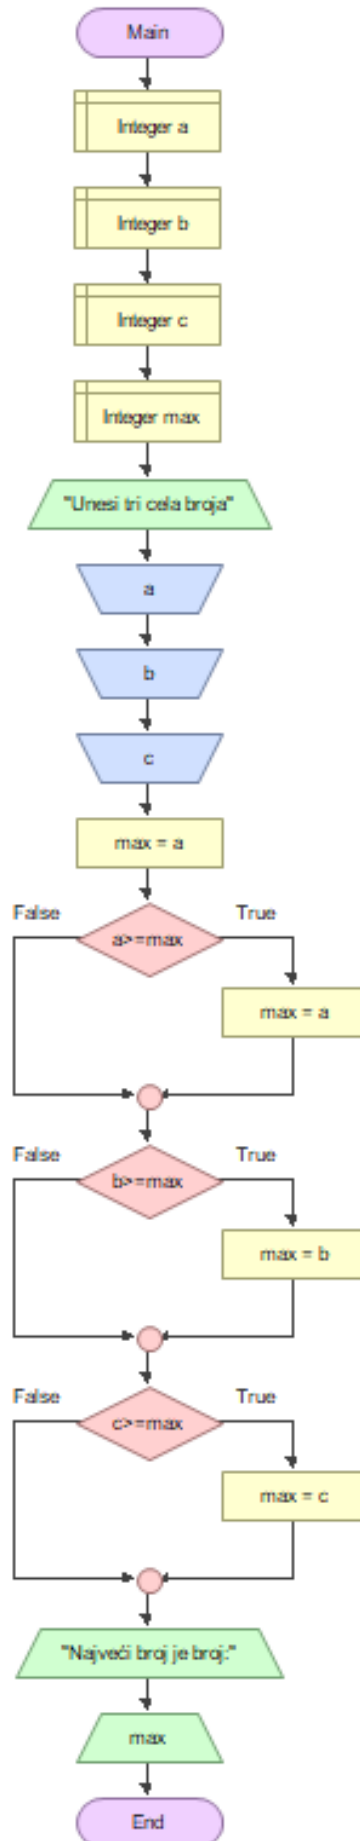 Main
Integer a
Integer b
Integer c
Integer max
"Unesi tri cela broja"
a
b
c
max = a
False
True
a>=max
max = a
False
True
b>=max
max = b
False
True
c>=max
max = c
"Najveći broj je broj:"
max
End